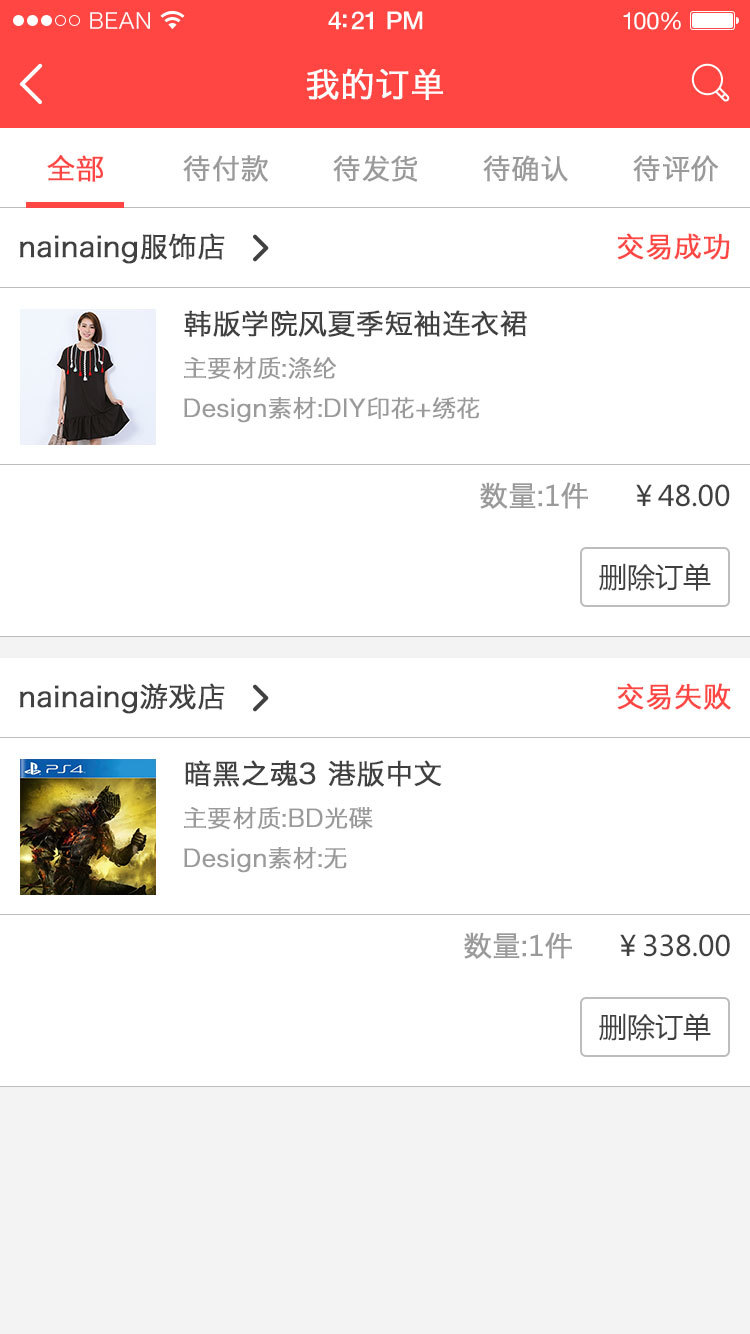 BEAN 4:21 PM 100%
我的订单
全部 待付款 待发货 待确认 待评价
nainaing服饰店 交易成功
韩版学院风夏季短袖连衣裙
主要材质:涤纶
Design素材:DIY印花+绣花
数量:1件 ￥48.00
删除订单
nainaing游戏店 交易失败
PS4
暗黑之魂3 港版中文
主要材质:BD光碟
Design素材:无
数量:1件 ￥338.00
删除订单